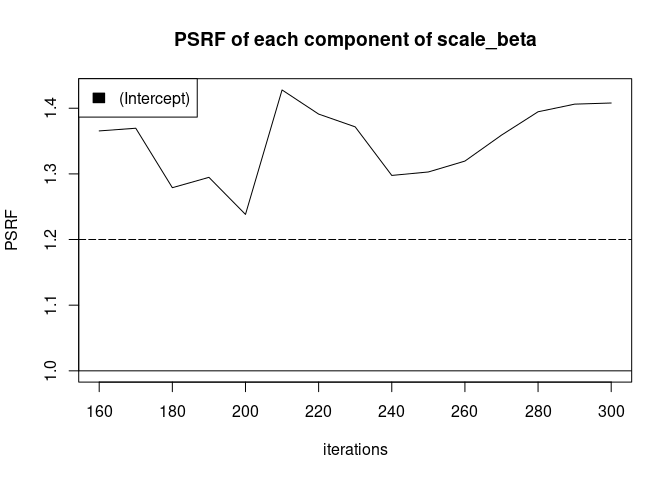 PSRF of each component of scale_beta
(Intercept)
PSRF
1.4
1.3
1.2
1.1
1.0
160 180 200 220 240 260 280 300
iterations